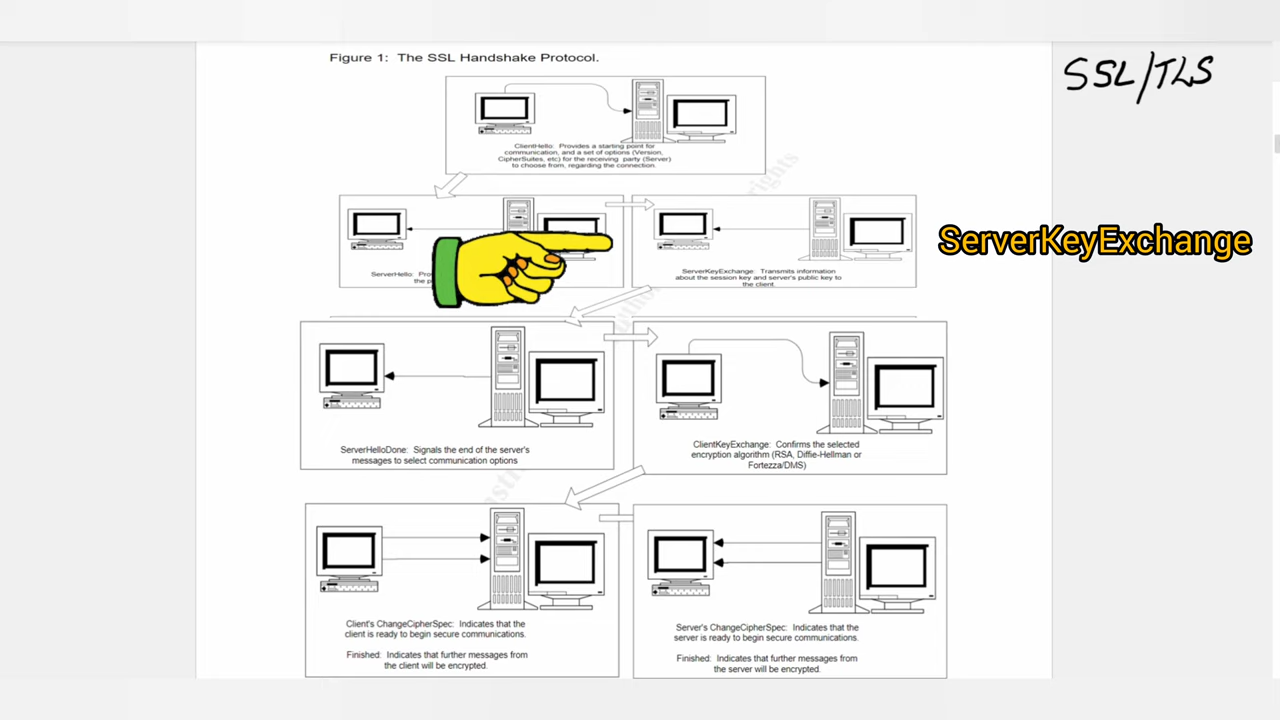 Figure 1: The SSL Handshake Protocol.
SSL/TLS
ClientHello: Provides a starting point for
communication, and a set of options (Version,
CipherSuites, etc) for the receiving party (Server)
to choose from, regarding the connection.
ServerKeyExchange
ServerHello:
the
ServerKeyExchange: Transmits information
about the session key and server's public key to
the client.
ServerHelloDone: Signals the end of the server's
messages to select communication options
ClientKeyExchange: Confirms the selected
encryption algorithm (RSA, Diffie-Hellman or
Fortezza/DMS)
Client's ChangeCipherSpec: Indicates that the
client is ready to begin secure communications.
Finished: Indicates that further messages from
the client will be encrypted.
Server's ChangeCipherSpec: Indicates that the
server is ready to begin secure communications.
Finished: Indicates that further messages from
the server will be encrypted.